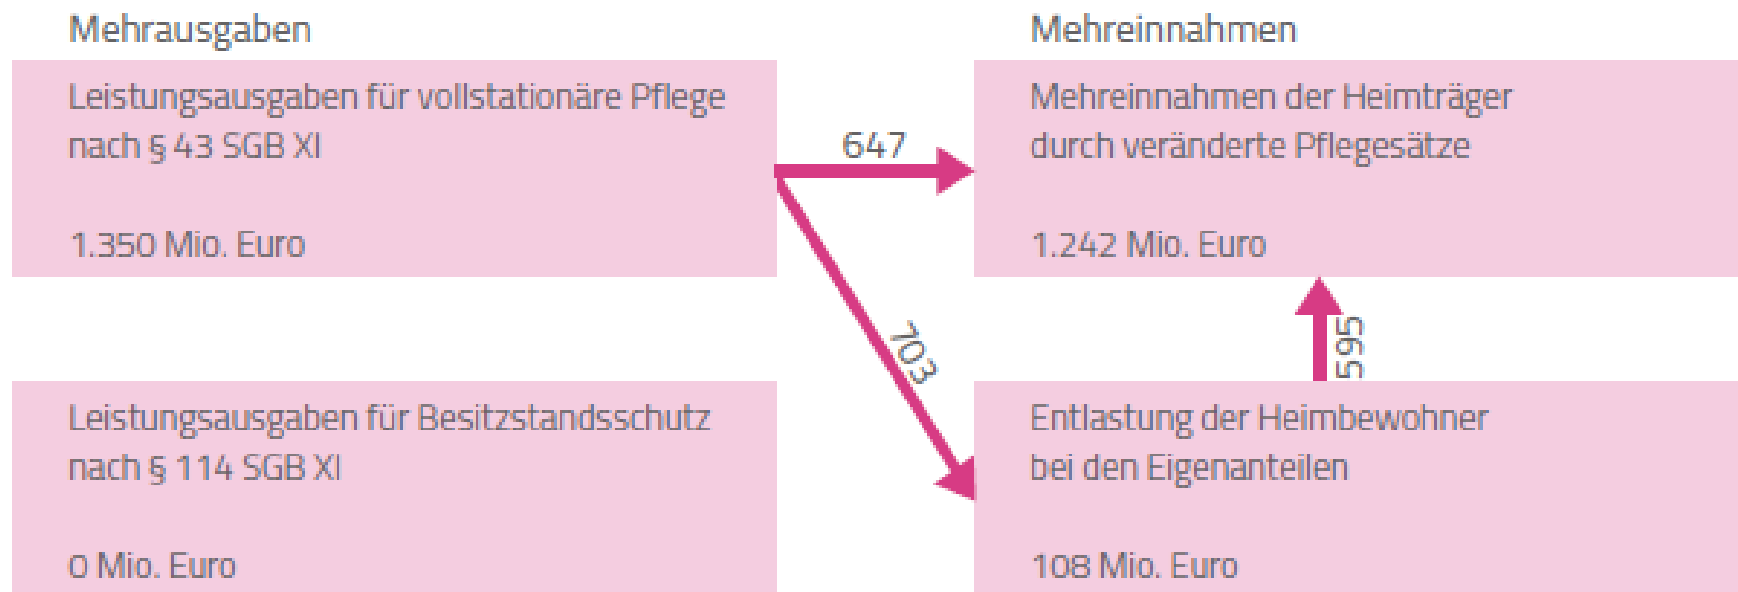 Mehrausgaben
Leistungsausgaben für vollstationäre Pflege
nach § 43 SGB XI
1.350 Mio. Euro
Leistungsausgaben für Besitzstandsschutz
nach § 114 SGB XI
0 Mio. Euro
647
703
Mehreinnahmen
Mehreinnahmen der Heimträger
durch veränderte Pflegesätze
1.242 Mio. Euro
595
Entlastung der Heimbewohner
bei den Eigenanteilen
108 Mio. Euro